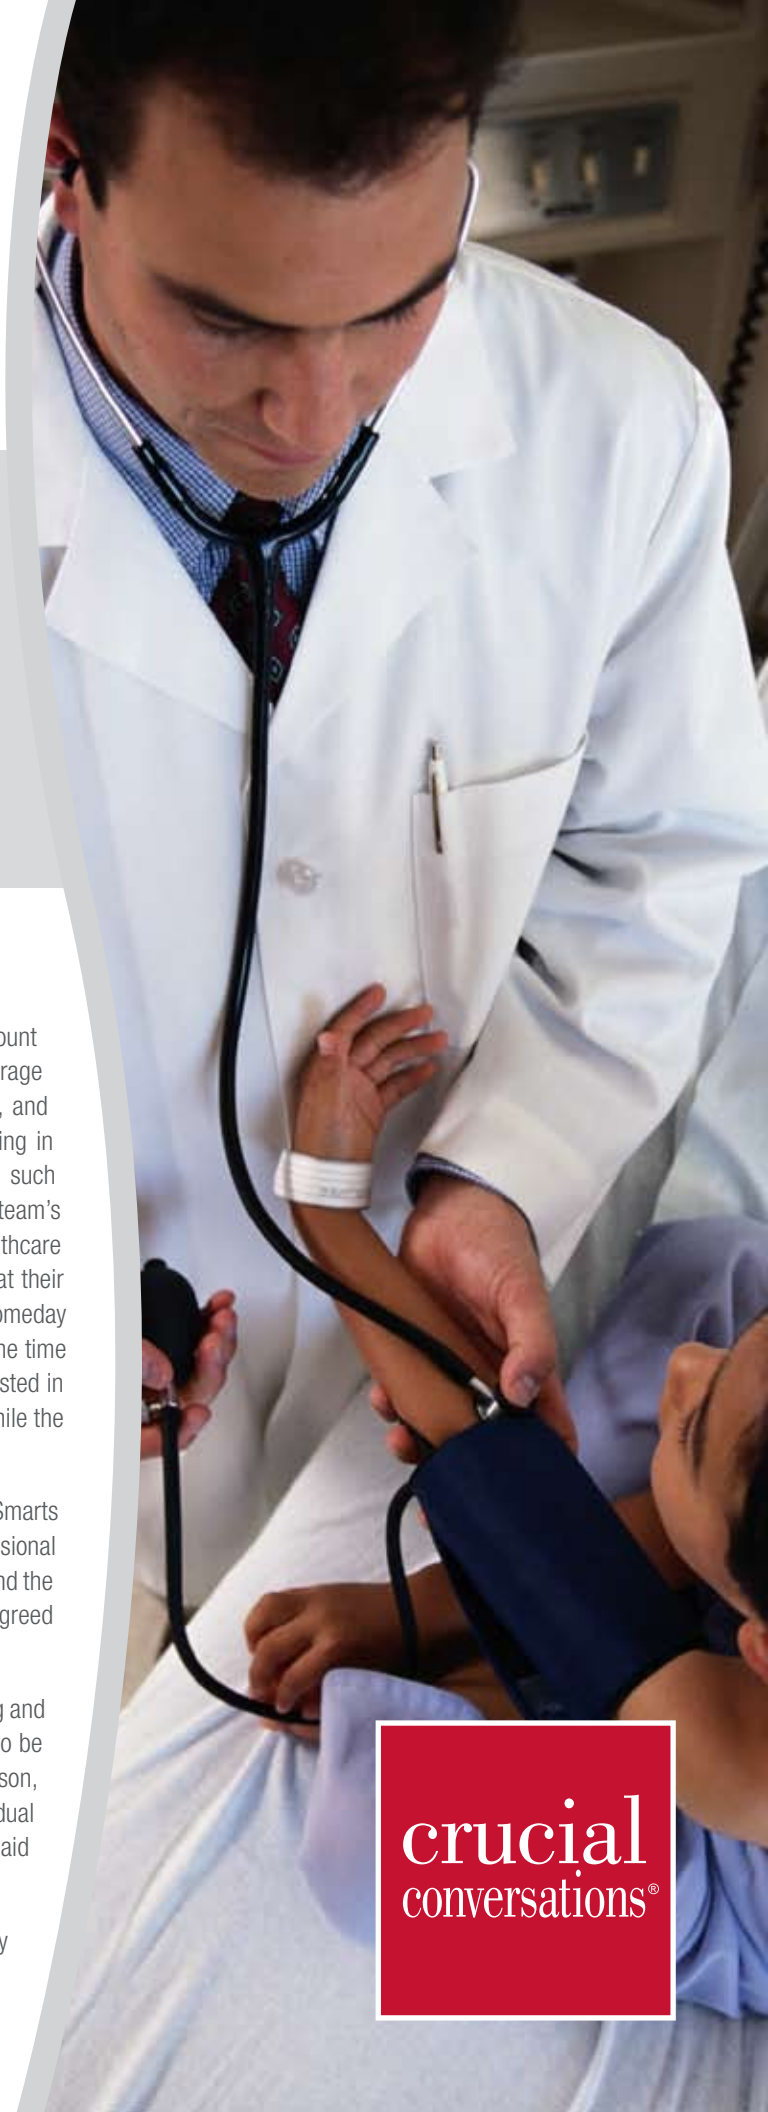 ount
rage
, and
ing in
such
team's
thcare
at their
omeday
ne time
sted in
hile the
Smarts
sional
nd the
greed
g and
o be
son,
dual
aid
y
crucial
conversations®